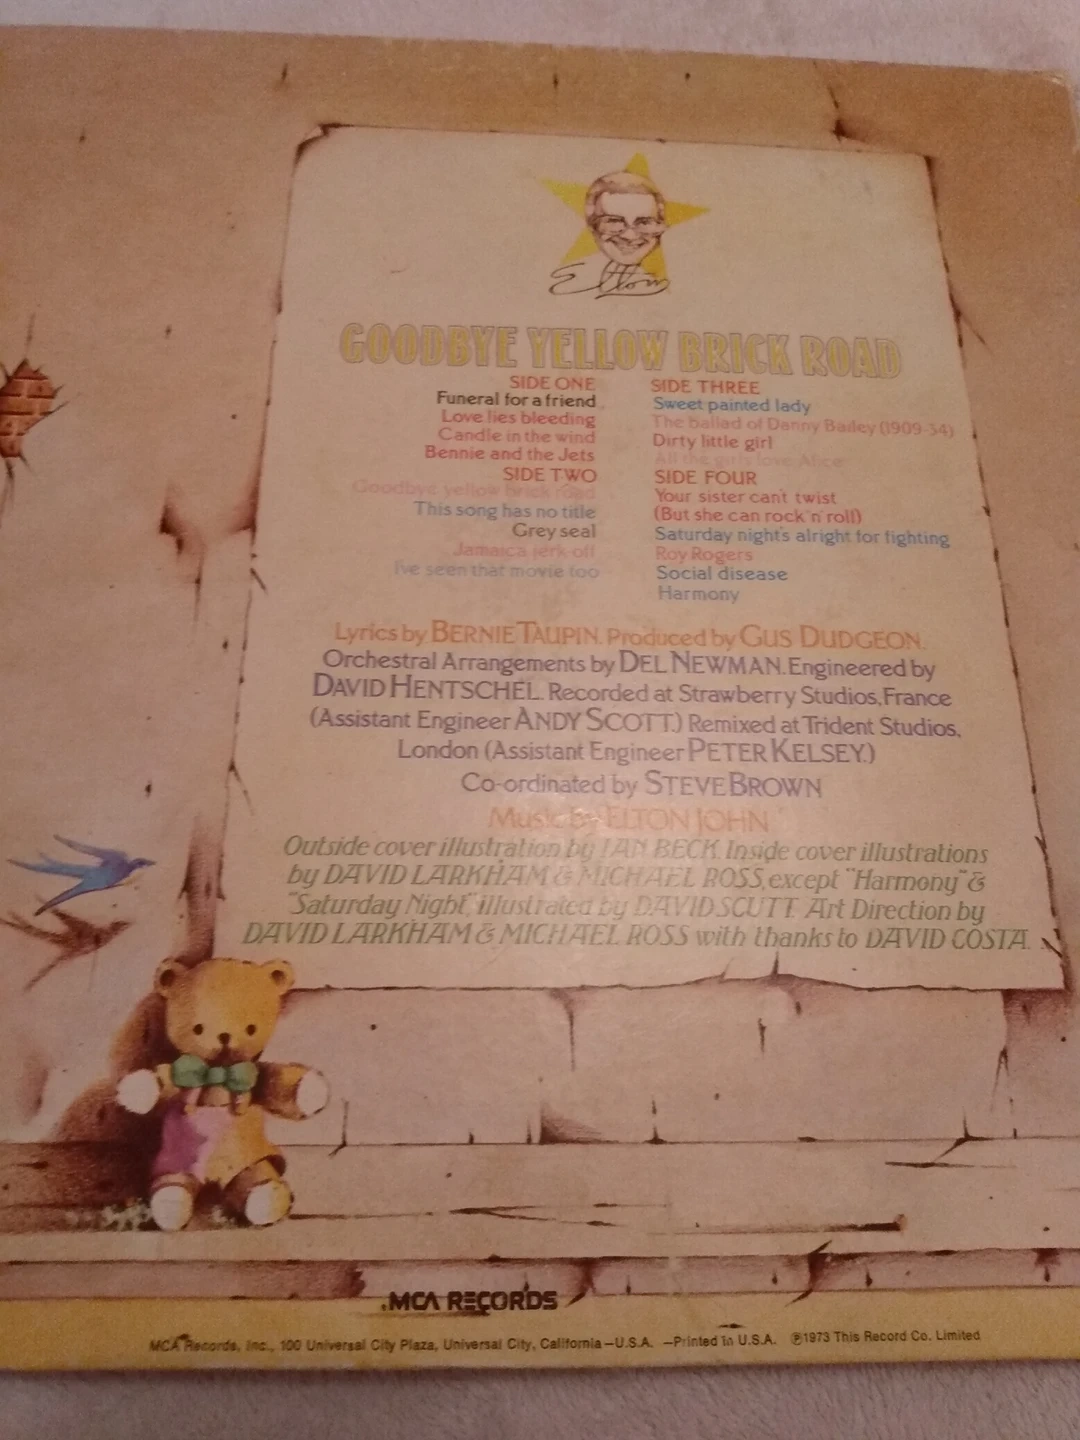 Elton
GOODBYE YELLOW BRICK ROAD
SIDE ONE
Funeral for a friend
Love lies bleeding
Candle in the wind
Bennie and the Jets
SIDE TWO
Goodbye yellow brick road
This song has no title
Grey seal
Jamaica jerk-off
I've seen that movie too
SIDE THREE
Sweet painted lady
The ballad of Danny Bailey (1909-34)
Dirty little girl
All the girls love Alice
SIDE FOUR
Your sister can't twist
(But she can rock 'n' roll)
Saturday night's alright for fighting
Roy Rogers
Social disease
Harmony
Lyrics by BERNIE TAUPIN. Produced by GUS DUDGEON.
Orchestral Arrangements by DEL NEWMAN. Engineered by
DAVID HENTSCHEL. Recorded at Strawberry Studios, France
(Assistant Engineer ANDY SCOTT.) Remixed at Trident Studios,
London (Assistant Engineer PETER KELSEY.)
Co-ordinated by STEVE BROWN
Music by ELTON JOHN
Outside cover illustration by IAN BECK. Inside cover illustrations
by DAVID LARKHAM & MICHAEL ROSS, except "Harmony" &
"Saturday Night", illustrated by DAVID SCUTT. Art Direction by
DAVID LARKHAM & MICHAEL ROSS with thanks to DAVID COSTA.
MCA RECORDS
MCA Records, Inc., 100 Universal City Plaza, Universal City, California—U.S.A. —Printed in U.S.A. ℗1973 This Record Co. Limited